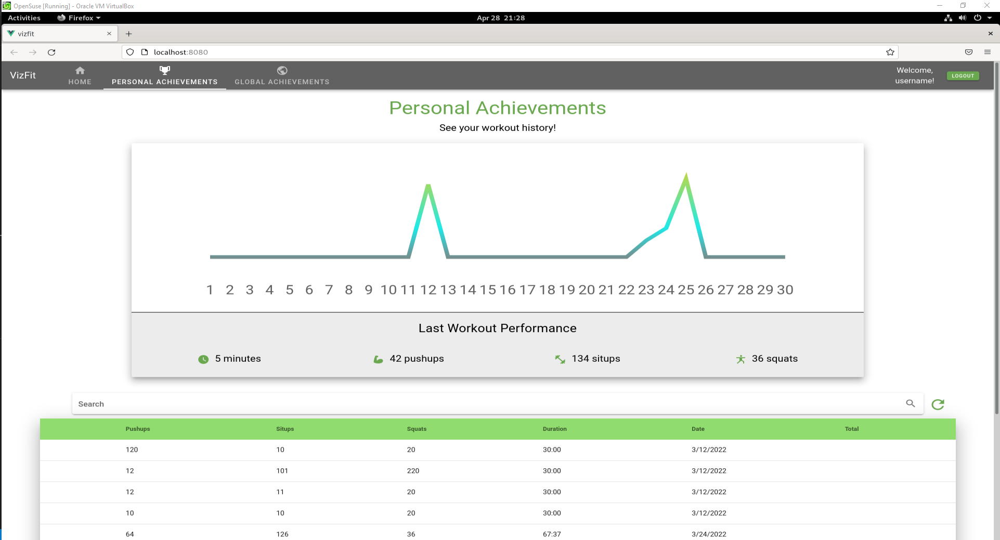 OpenSuse [Running] - Oracle VM VirtualBox
Activities Firefox Apr 28 21:28
vizfit
localhost:8080
VizFit HOME PERSONAL ACHIEVEMENTS GLOBAL ACHIEVEMENTS Welcome, username! LOGOUT
Personal Achievements
See your workout history!
1 2 3 4 5 6 7 8 9 10 11 12 13 14 15 16 17 18 19 20 21 22 23 24 25 26 27 28 29 30
Last Workout Performance
5 minutes 42 pushups 134 situps 36 squats
Search
Pushups Situps Squats Duration Date Total
120 10 20 30:00 3/12/2022
12 101 220 30:00 3/12/2022
12 11 20 30:00 3/12/2022
10 10 20 30:00 3/12/2022
64 126 36 67:37 3/24/2022